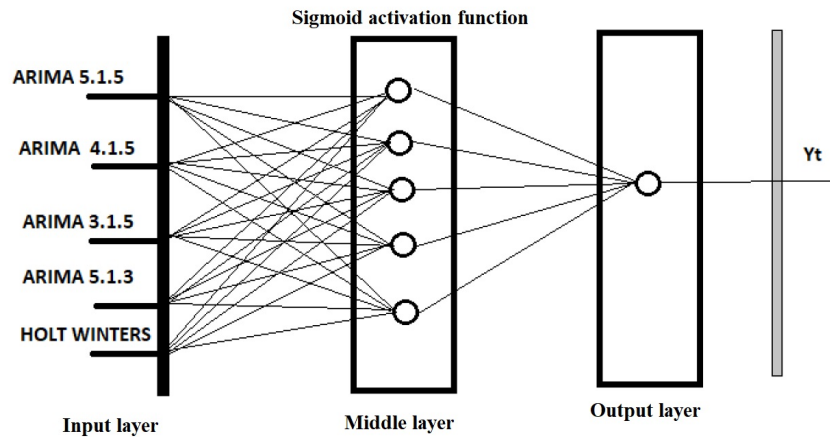 Sigmoid activation function
ARIMA 5.1.5
ARIMA 4.1.5
ARIMA 3.1.5
ARIMA 5.1.3
HOLT WINTERS
Yt
Input layer
Middle layer
Output layer